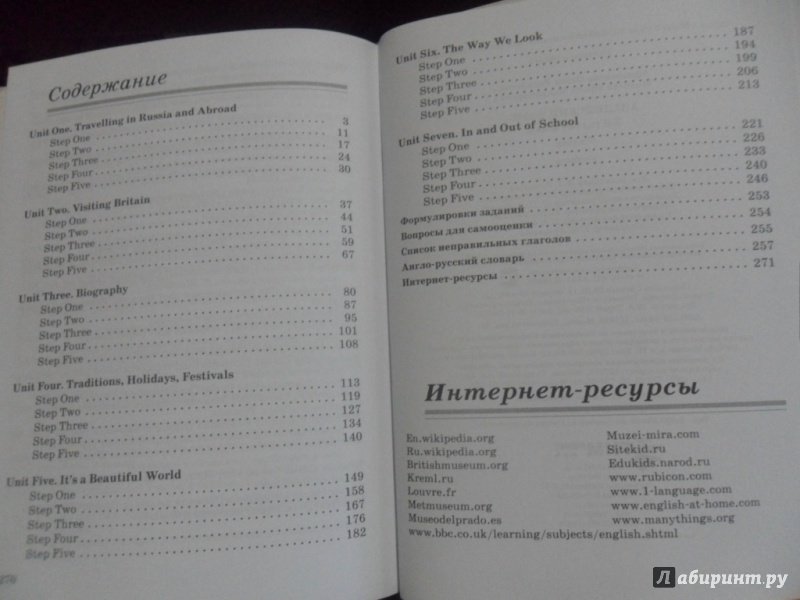 Содержание
Unit One. Travelling in Russia and Abroad
Step One 3
Step Two 11
Step Three 17
Step Four 24
Step Five 30
Unit Two. Visiting Britain
Step One 37
Step Two 44
Step Three 51
Step Four 59
Step Five 67
Unit Three. Biography
Step One 80
Step Two 87
Step Three 95
Step Four 101
Step Five 108
Unit Four. Traditions, Holidays, Festivals
Step One 113
Step Two 119
Step Three 127
Step Four 134
Step Five 140
Unit Five. It's a Beautiful World
Step One 149
Step Two 158
Step Three 167
Step Four 176
Step Five 182
Unit Six. The Way We Look
Step One 187
Step Two 194
Step Three 199
Step Four 206
Step Five 213
Unit Seven. In and Out of School
Step One 221
Step Two 226
Step Three 233
Step Four 240
Step Five 246
Формулировки заданий 253
Вопросы для самооценки 254
Список неправильных глаголов 255
Англо-русский словарь 257
Интернет-ресурсы 271
Интернет-ресурсы
En.wikipedia.org
Ru.wikipedia.org
Britishmuseum.org
Kreml.ru
Louvre.fr
Metmuseum.org
Museodelprado.es
www.bbc.co.uk/learning/subjects/english.shtml
Muzei-mira.com
Sitekid.ru
Edukids.narod.ru
www.rubicon.com
www.1-language.com
www.english-at-home.com
www.manythings.org
Лабиринт.ру